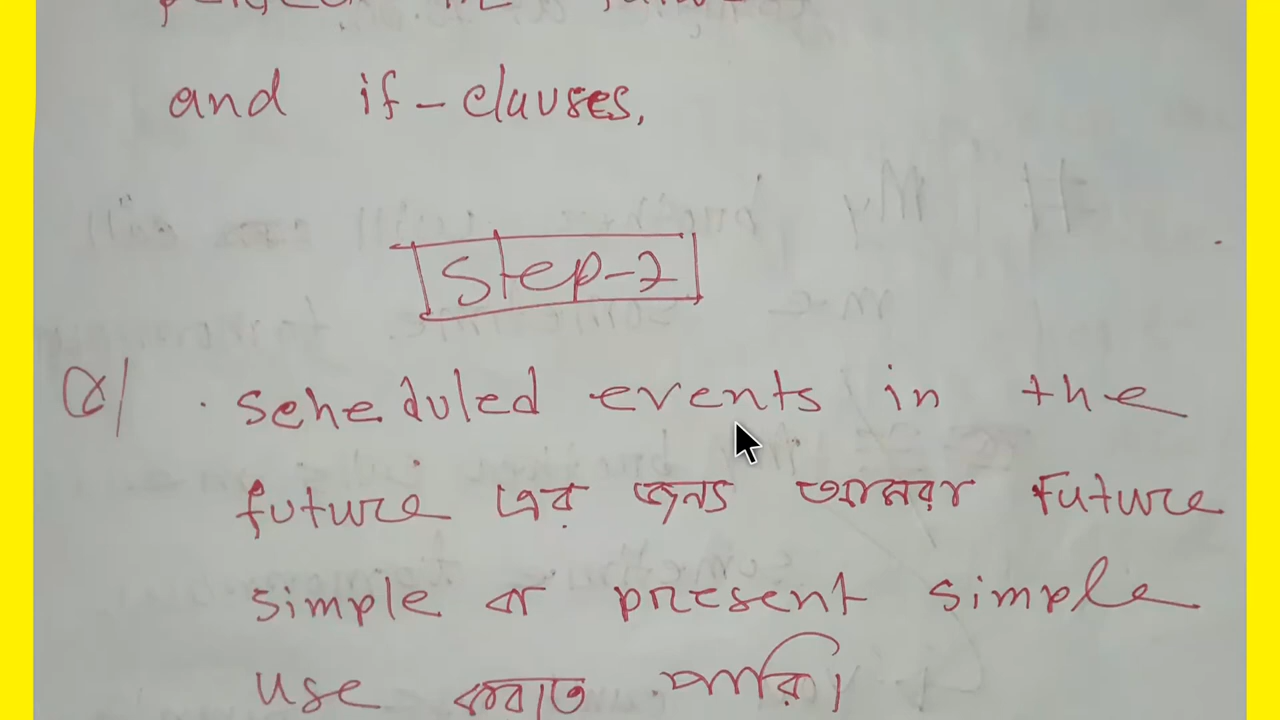 and if-clauses,
Step-2
a/ scheduled events in the
future এর জন্য আমরা Future
simple or present simple
use করতে পারি।